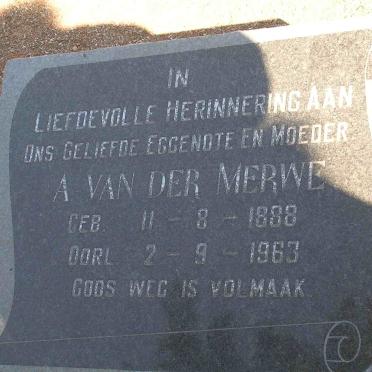 IN
LIEFDEVOLLE HERINNERING AAN
ONS GELIEFDE EGGENOTE EN MOEDER
A VAN DER MERWE
GEB. 11 - 8 - 1888
OORL. 2 - 9 - 1963
GODS WEG IS VOLMAAK.